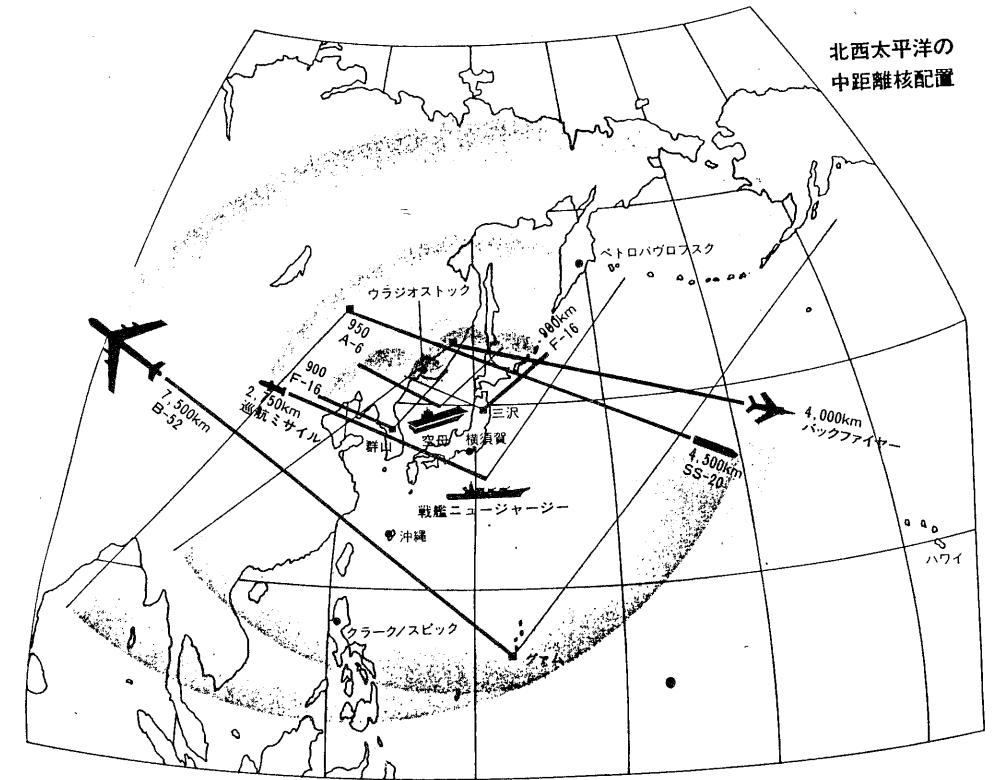 北西太平洋の
中距離核配置
ペトロパヴロフスク
ウラジオストック
950
A-6
900km
F-16
900
F-16
2,750km
巡航ミサイル
7,500km
B-52
4,000km
バックファイヤー
4,500km
SS-20
三沢
群山
空母
横須賀
戦艦ニュージャージー
沖縄
ハワイ
クラーク/スビック
グァム